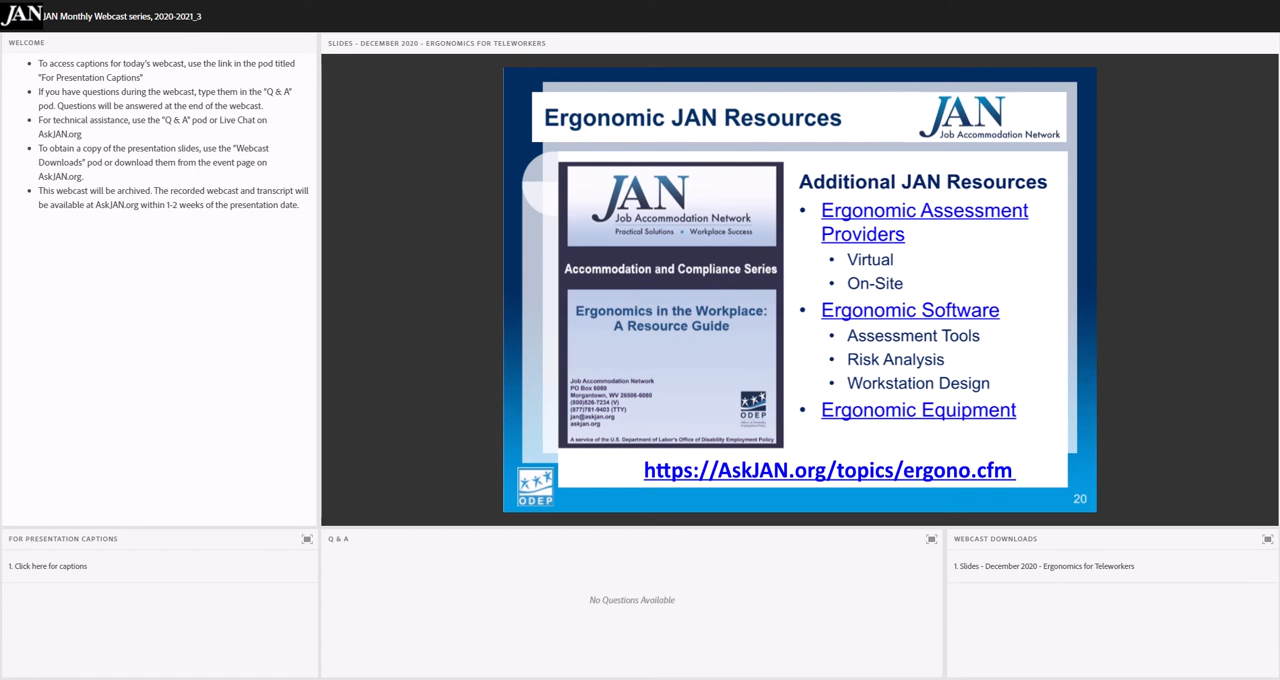 JAN JAN Monthly Webcast series, 2020-2021_3
WELCOME
To access captions for today's webcast, use the link in the pod titled
"For Presentation Captions"
If you have questions during the webcast, type them in the "Q & A"
pod. Questions will be answered at the end of the webcast.
For technical assistance, use the "Q & A" pod or Live Chat on
AskJAN.org
To obtain a copy of the presentation slides, use the "Webcast
Downloads" pod or download them from the event page on
AskJAN.org.
This webcast will be archived. The recorded webcast and transcript will
be available at AskJAN.org within 1-2 weeks of the presentation date.
SLIDES - DECEMBER 2020 - ERGONOMICS FOR TELEWORKERS
Ergonomic JAN Resources
JAN
Job Accommodation Network
JAN
Job Accommodation Network
Practical Solutions • Workplace Success
Accommodation and Compliance Series
Ergonomics in the Workplace:
A Resource Guide
Job Accommodation Network
PO Box 6080
Morgantown, WV 26506-6080
(800)526-7234 (V)
(877)781-9403 (TTY)
jan@askjan.org
askjan.org
ODEP
A service of the U.S. Department of Labor's Office of Disability Employment Policy
Additional JAN Resources
• Ergonomic Assessment
Providers
• Virtual
• On-Site
• Ergonomic Software
• Assessment Tools
• Risk Analysis
• Workstation Design
• Ergonomic Equipment
https://AskJAN.org/topics/ergono.cfm
ODEP
20
FOR PRESENTATION CAPTIONS
1. Click here for captions
Q & A
No Questions Available
WEBCAST DOWNLOADS
1. Slides - December 2020 - Ergonomics for Teleworkers